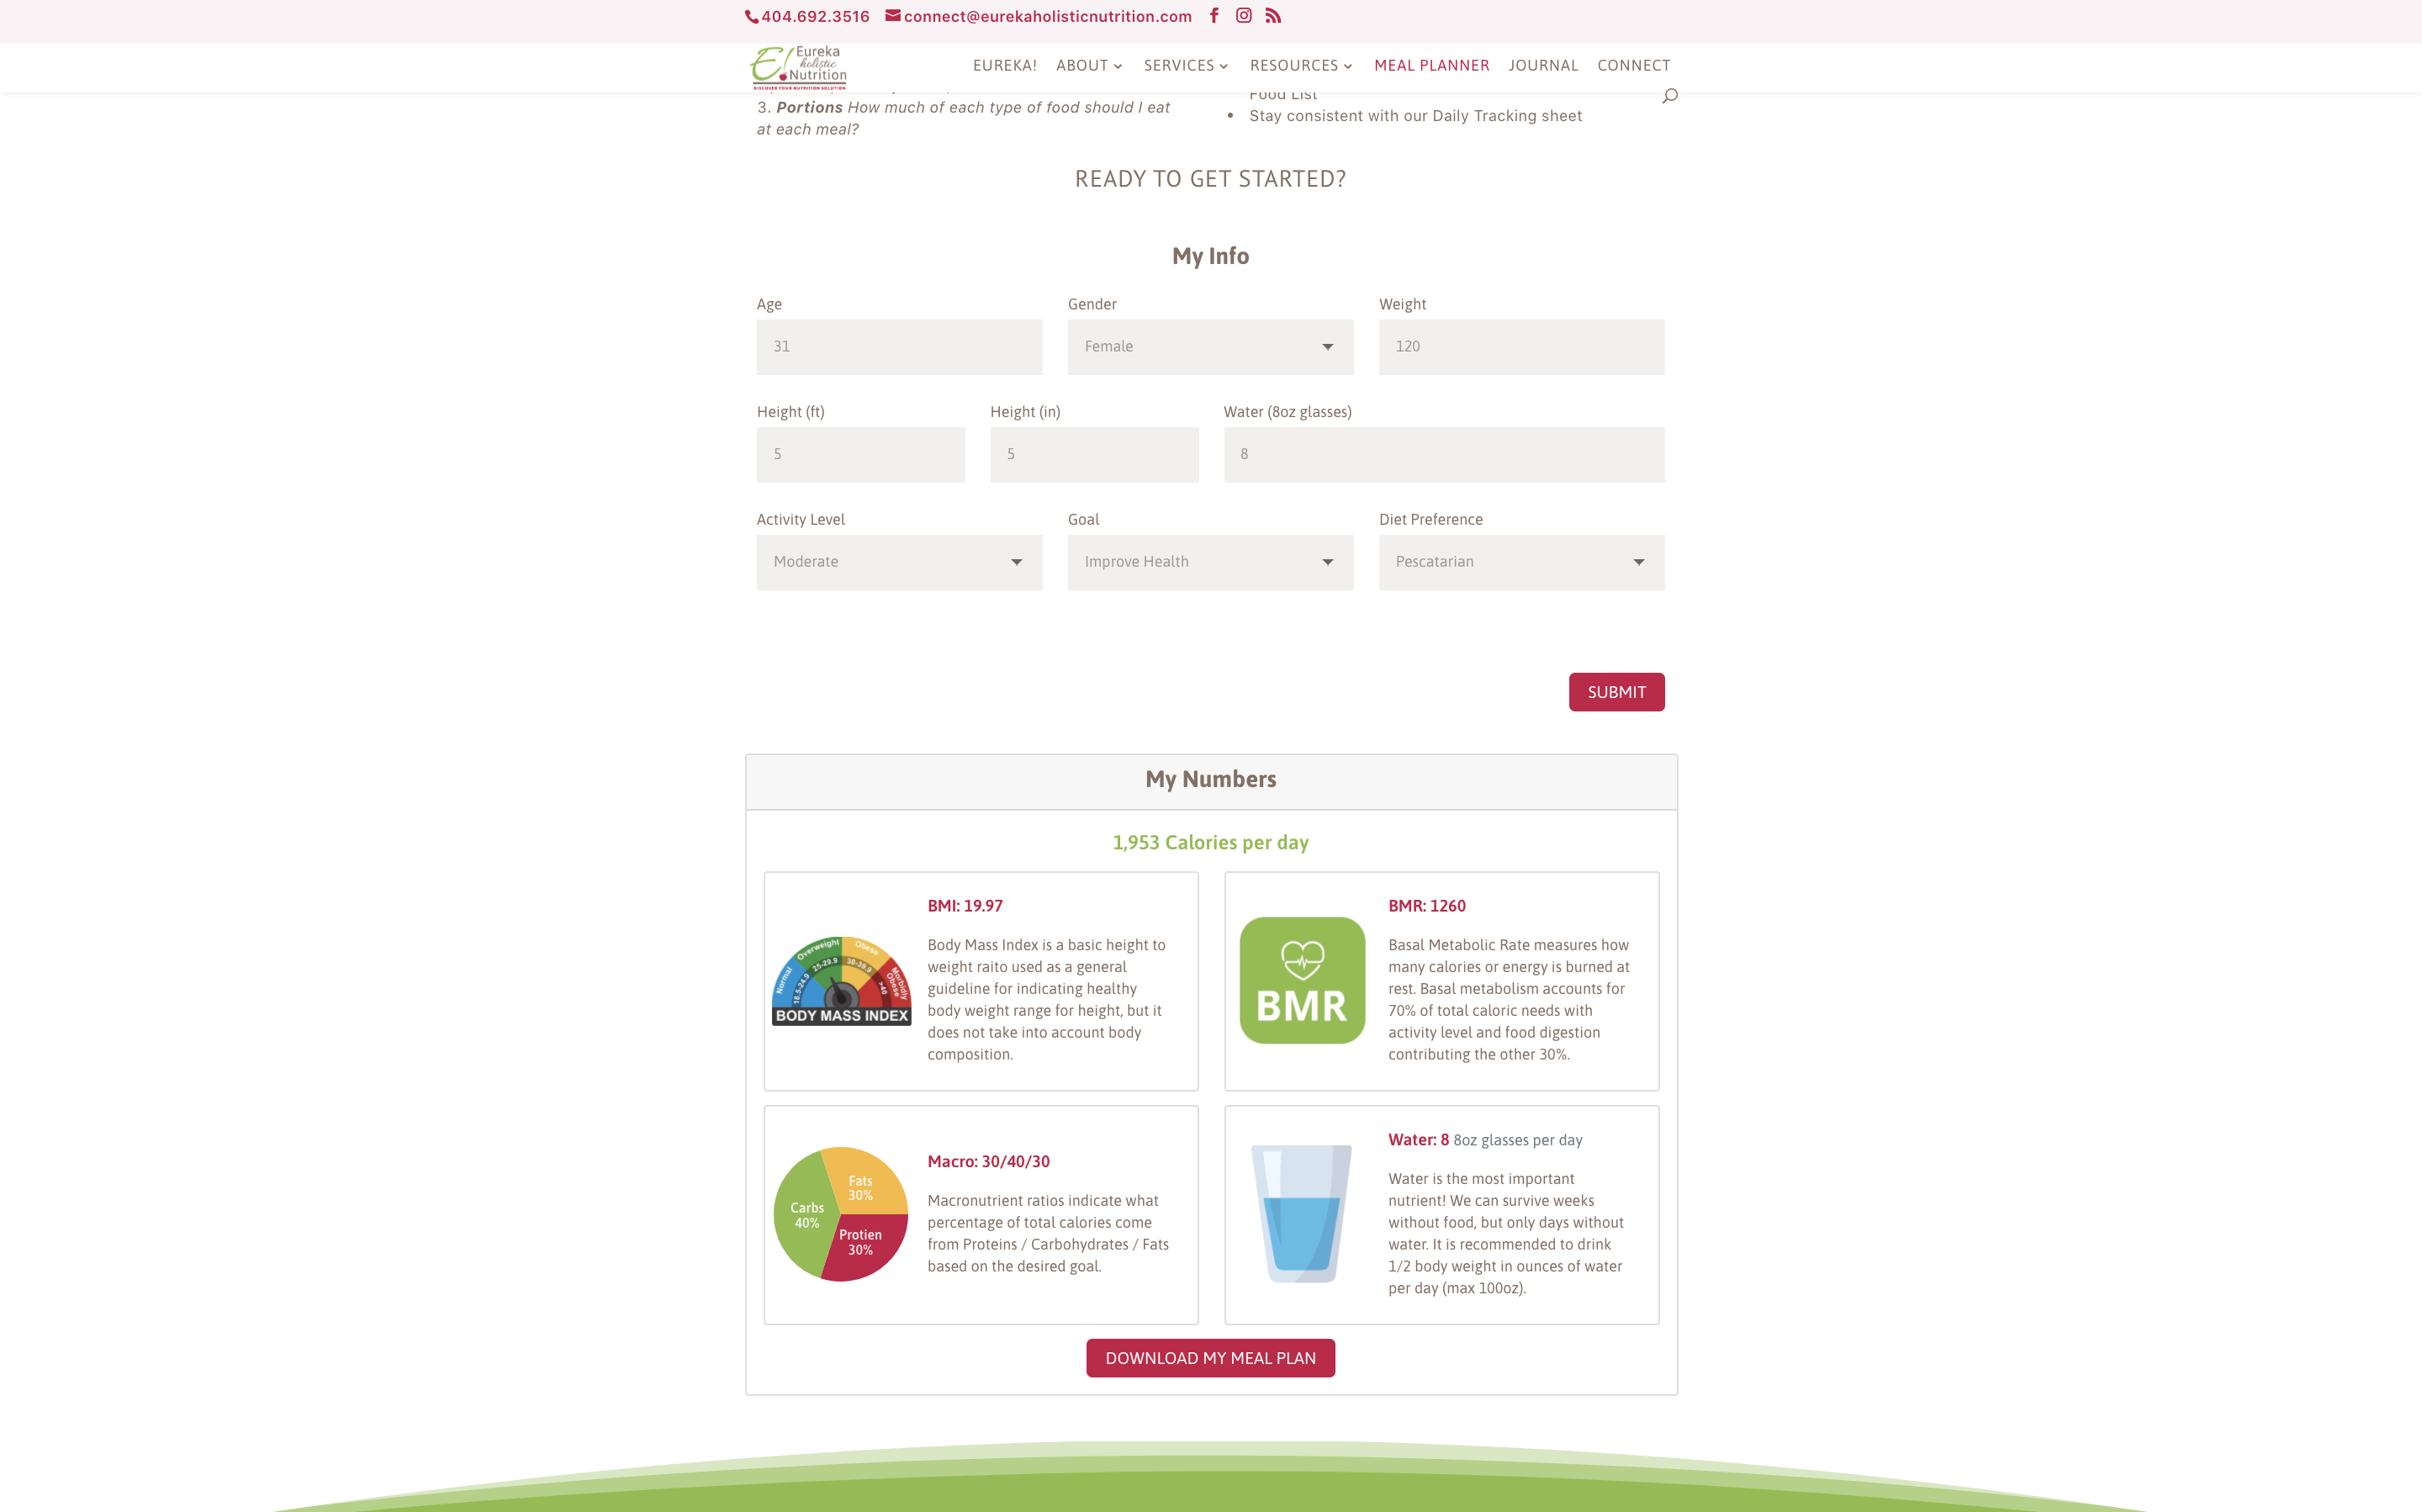 404.692.3516 connect@eurekaholisticnutrition.com
Eureka
holistic
Nutrition
DISCOVER YOUR NUTRITION SOLUTION
EUREKA! ABOUT SERVICES RESOURCES MEAL PLANNER JOURNAL CONNECT
3. Portions How much of each type of food should I eat
at each meal?
Food List
• Stay consistent with our Daily Tracking sheet
READY TO GET STARTED?
My Info
Age Gender Weight
31 Female 120
Height (ft) Height (in) Water (8oz glasses)
5 5 8
Activity Level Goal Diet Preference
Moderate Improve Health Pescatarian
SUBMIT
My Numbers
1,953 Calories per day
Normal
Overweight
Obese
Morbidly
Obese
18.5-24.9
25-29.9
30-39.9
>40
BODY MASS INDEX
BMI: 19.97
Body Mass Index is a basic height to
weight raito used as a general
guideline for indicating healthy
body weight range for height, but it
does not take into account body
composition.
BMR
BMR: 1260
Basal Metabolic Rate measures how
many calories or energy is burned at
rest. Basal metabolism accounts for
70% of total caloric needs with
activity level and food digestion
contributing the other 30%.
Fats
30%
Carbs
40%
Protien
30%
Macro: 30/40/30
Macronutrient ratios indicate what
percentage of total calories come
from Proteins / Carbohydrates / Fats
based on the desired goal.
Water: 8 8oz glasses per day
Water is the most important
nutrient! We can survive weeks
without food, but only days without
water. It is recommended to drink
1/2 body weight in ounces of water
per day (max 100oz).
DOWNLOAD MY MEAL PLAN